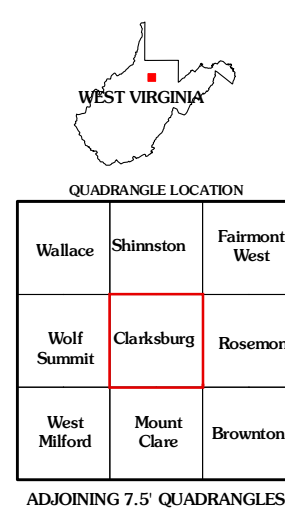 WEST VIRGINIA
QUADRANGLE LOCATION
Wallace Shinnston Fairmont
West
Wolf
Summit Clarksburg Rosemon
West
Milford Mount
Clare Brownton
ADJOINING 7.5' QUADRANGLES